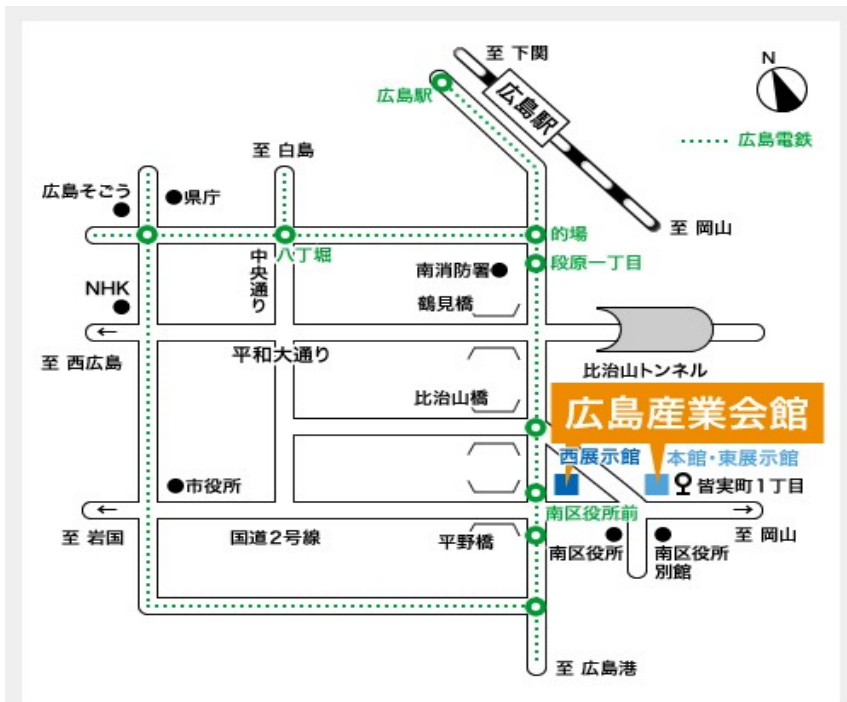 至 下関
N
広島駅
広島駅
広島電鉄
至 白島
広島そごう
県庁
至 岡山
的場
八丁堀
中央通り
南消防署
段原一丁目
NHK
鶴見橋
←
至 西広島
平和大通り
比治山トンネル
比治山橋
広島産業会館
西展示館
本館・東展示館
市役所
皆実町1丁目
←
南区役所前
→
至 岩国
国道2号線
平野橋
南区役所
南区役所
別館
至 岡山
至 広島港